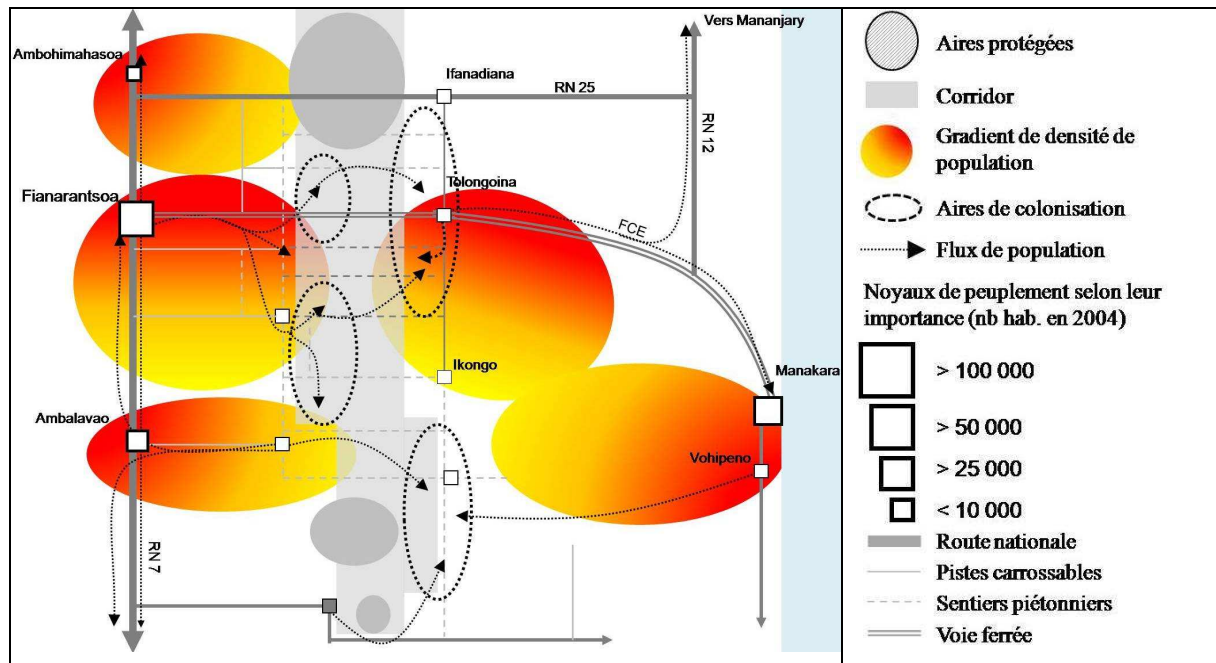 Vers Mananjary
Ambohimahasoa
Ifanadiana
RN 25
RN 12
Fianarantsoa
Tolongoina
FCE
Ikongo
Manakara
Ambalavao
Vohipeno
RN 7
Aires protégées
Corridor
Gradient de densité de
population
Aires de colonisation
Flux de population
Noyaux de peuplement selon leur
importance (nb hab. en 2004)
> 100 000
> 50 000
> 25 000
< 10 000
Route nationale
Pistes carrossables
Sentiers piétonniers
Voie ferrée